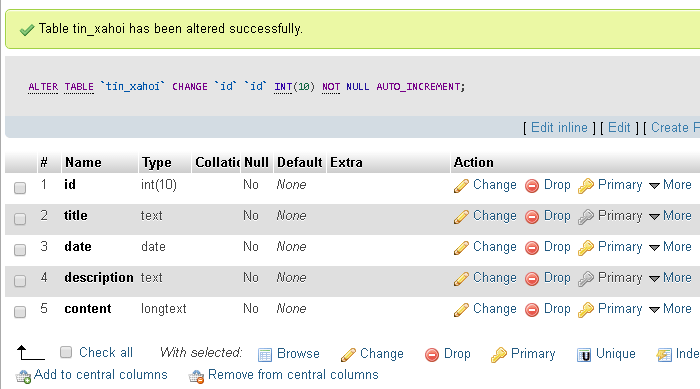 Table tin_xahoi has been altered successfully.
ALTER TABLE `tin_xahoi` CHANGE `id` `id` INT(10) NOT NULL AUTO_INCREMENT;
[ Edit inline ] [ Edit ] [ Create P
# Name Type Collatic Null Default Extra Action
1 id int(10) No None Change Drop Primary More
2 title text No None Change Drop Primary More
3 date date No None Change Drop Primary More
4 description text No None Change Drop Primary More
5 content longtext No None Change Drop Primary More
Check all With selected: Browse Change Drop Primary Unique Inde
Add to central columns Remove from central columns